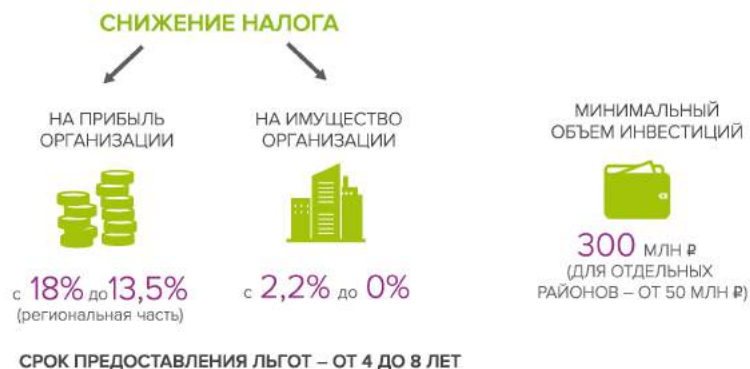 СНИЖЕНИЕ НАЛОГА
НА ПРИБЫЛЬ
ОРГАНИЗАЦИИ
с 18% до 13,5%
(региональная часть)
НА ИМУЩЕСТВО
ОРГАНИЗАЦИИ
с 2,2% до 0%
МИНИМАЛЬНЫЙ
ОБЪЕМ ИНВЕСТИЦИЙ
300 МЛН ₽
(ДЛЯ ОТДЕЛЬНЫХ
РАЙОНОВ – ОТ 50 МЛН ₽)
СРОК ПРЕДОСТАВЛЕНИЯ ЛЬГОТ – ОТ 4 ДО 8 ЛЕТ